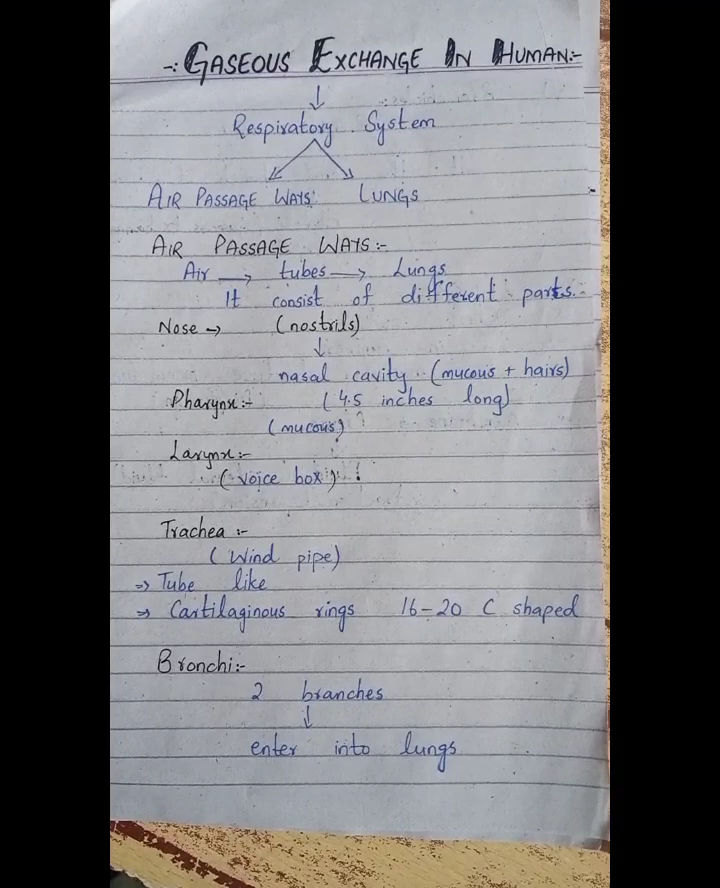 -: GASEOUS EXCHANGE IN HUMAN:-
↓
Respiratory System
AIR PASSAGE WAYS LUNGS
AIR PASSAGE WAYS:-
Air → tubes → Lungs
It consist of different parts.
Nose → (nostrils)
↓
nasal cavity (mucous + hairs)
Pharynx:- (4.5 inches long)
(mucous)
Larynx:-
(voice box)
Trachea :-
(Wind pipe)
⇒ Tube like
⇒ Cartilaginous rings 16-20 C shaped
Bronchi:-
2 branches
↓
enter into lungs